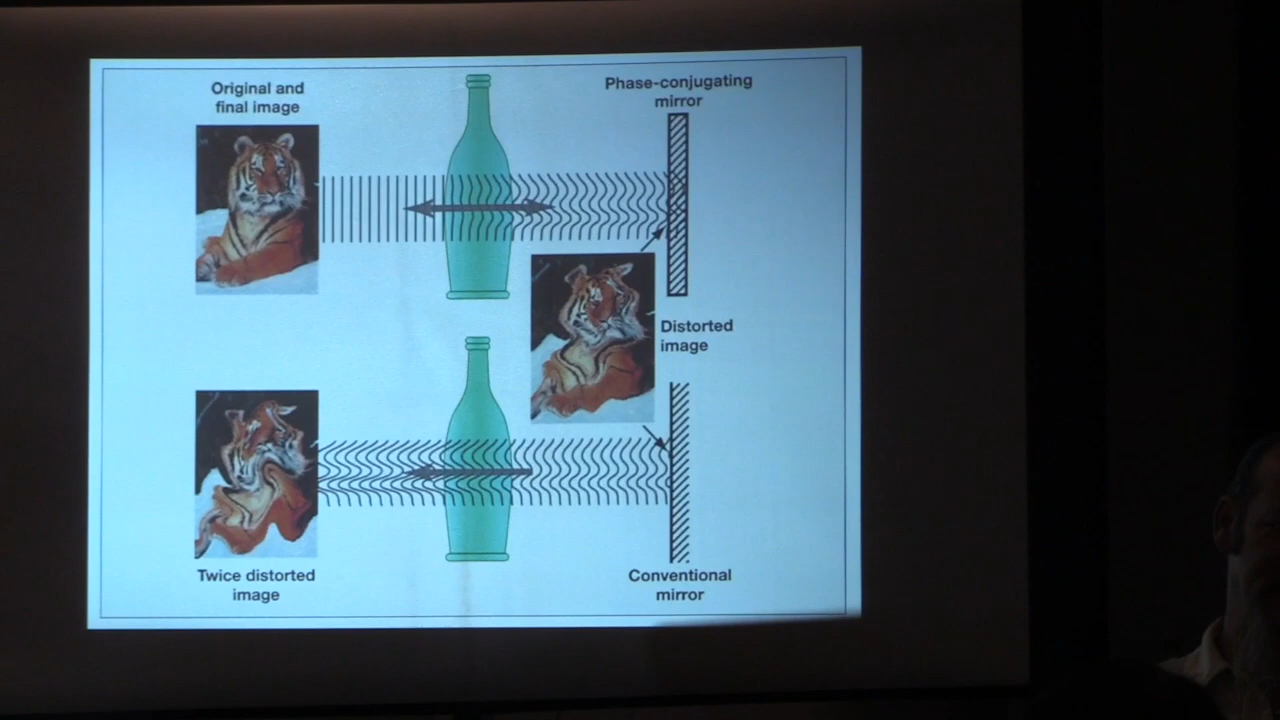 Original and
final image
Phase-conjugating
mirror
Distorted
image
Twice distorted
image
Conventional
mirror